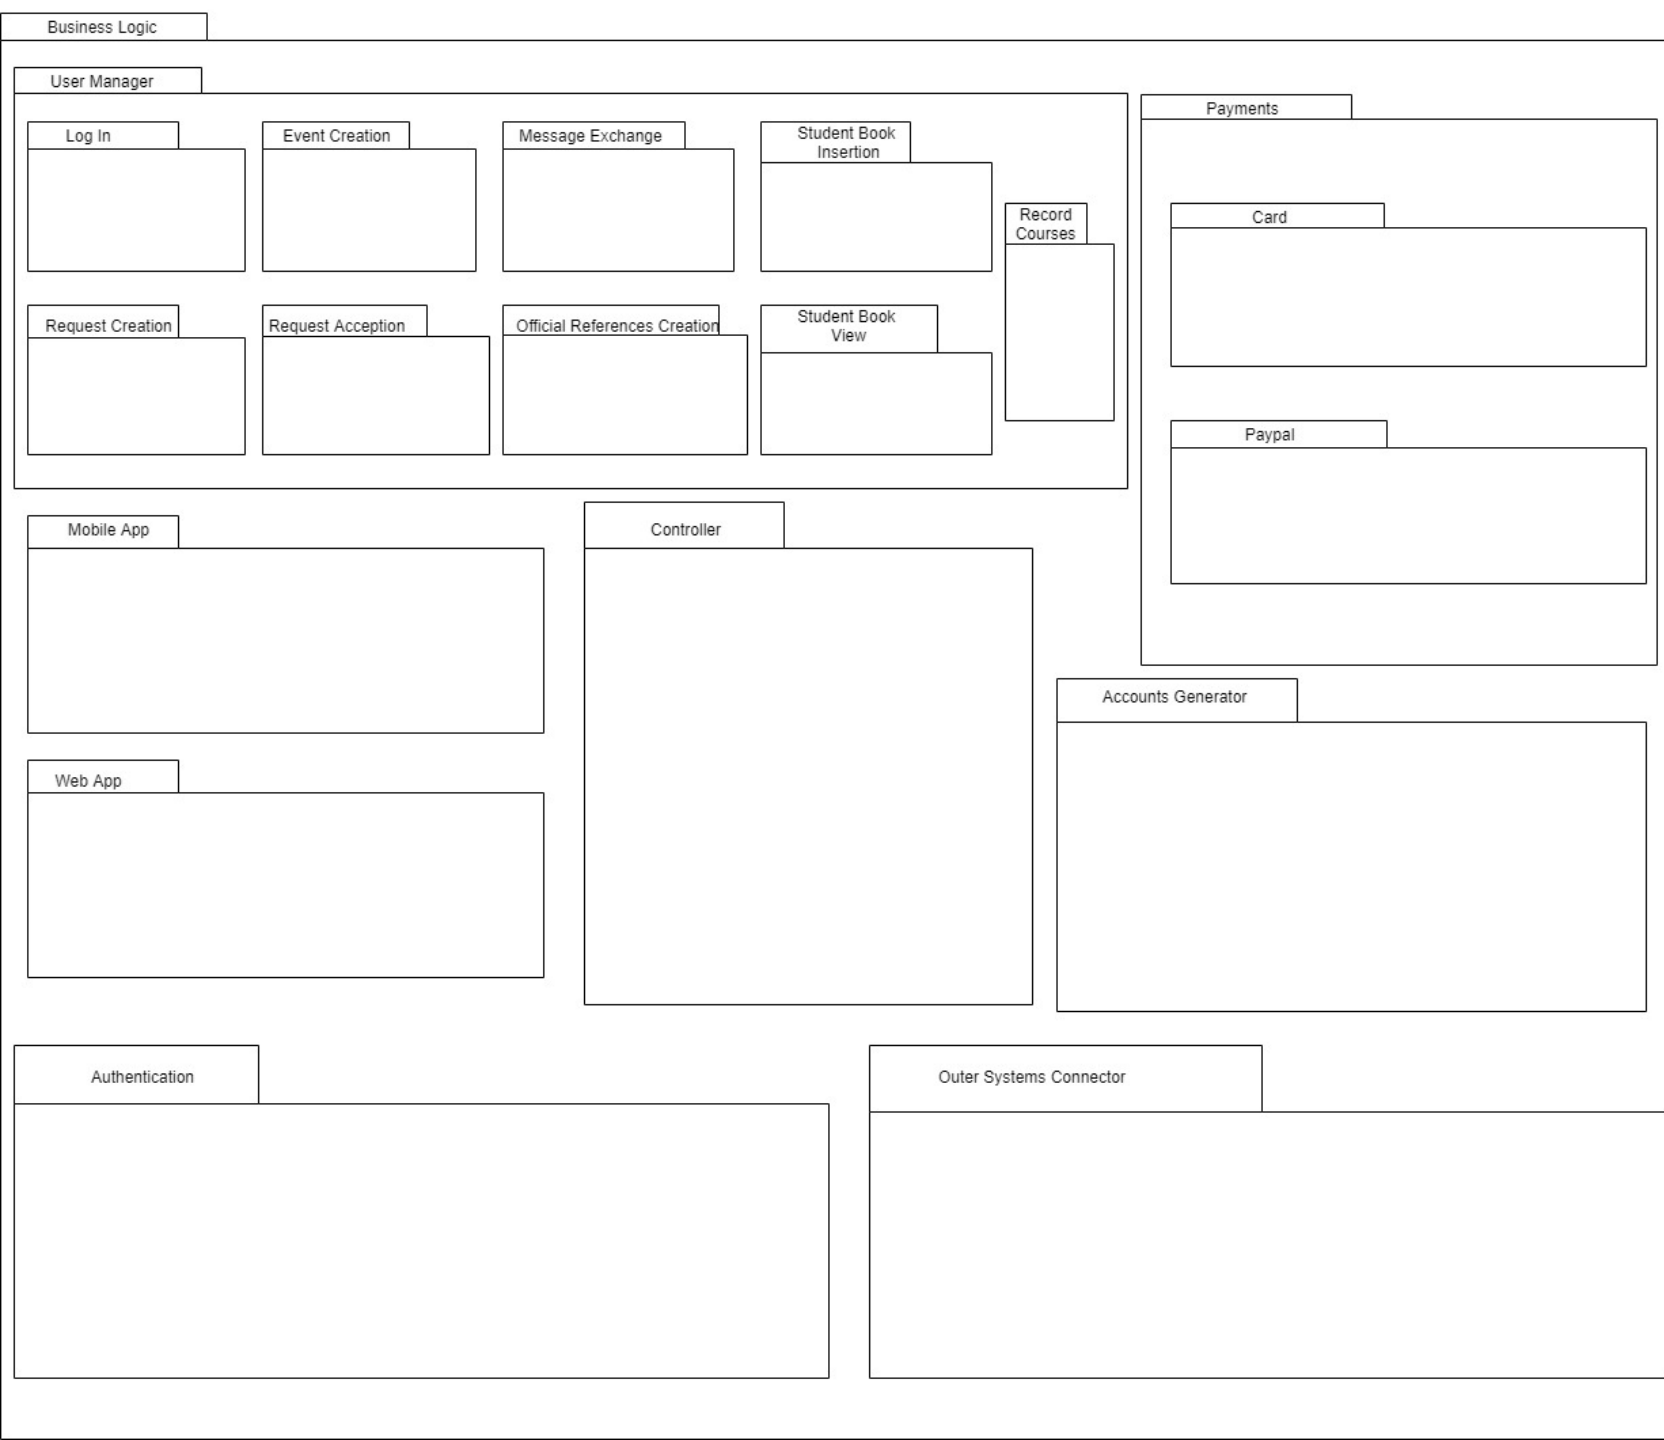 Business Logic
User Manager
Payments
Log In
Event Creation
Message Exchange
Student Book
Insertion
Record
Courses
Card
Request Creation
Request Acception
Official References Creation
Student Book
View
Paypal
Mobile App
Controller
Accounts Generator
Web App
Authentication
Outer Systems Connector